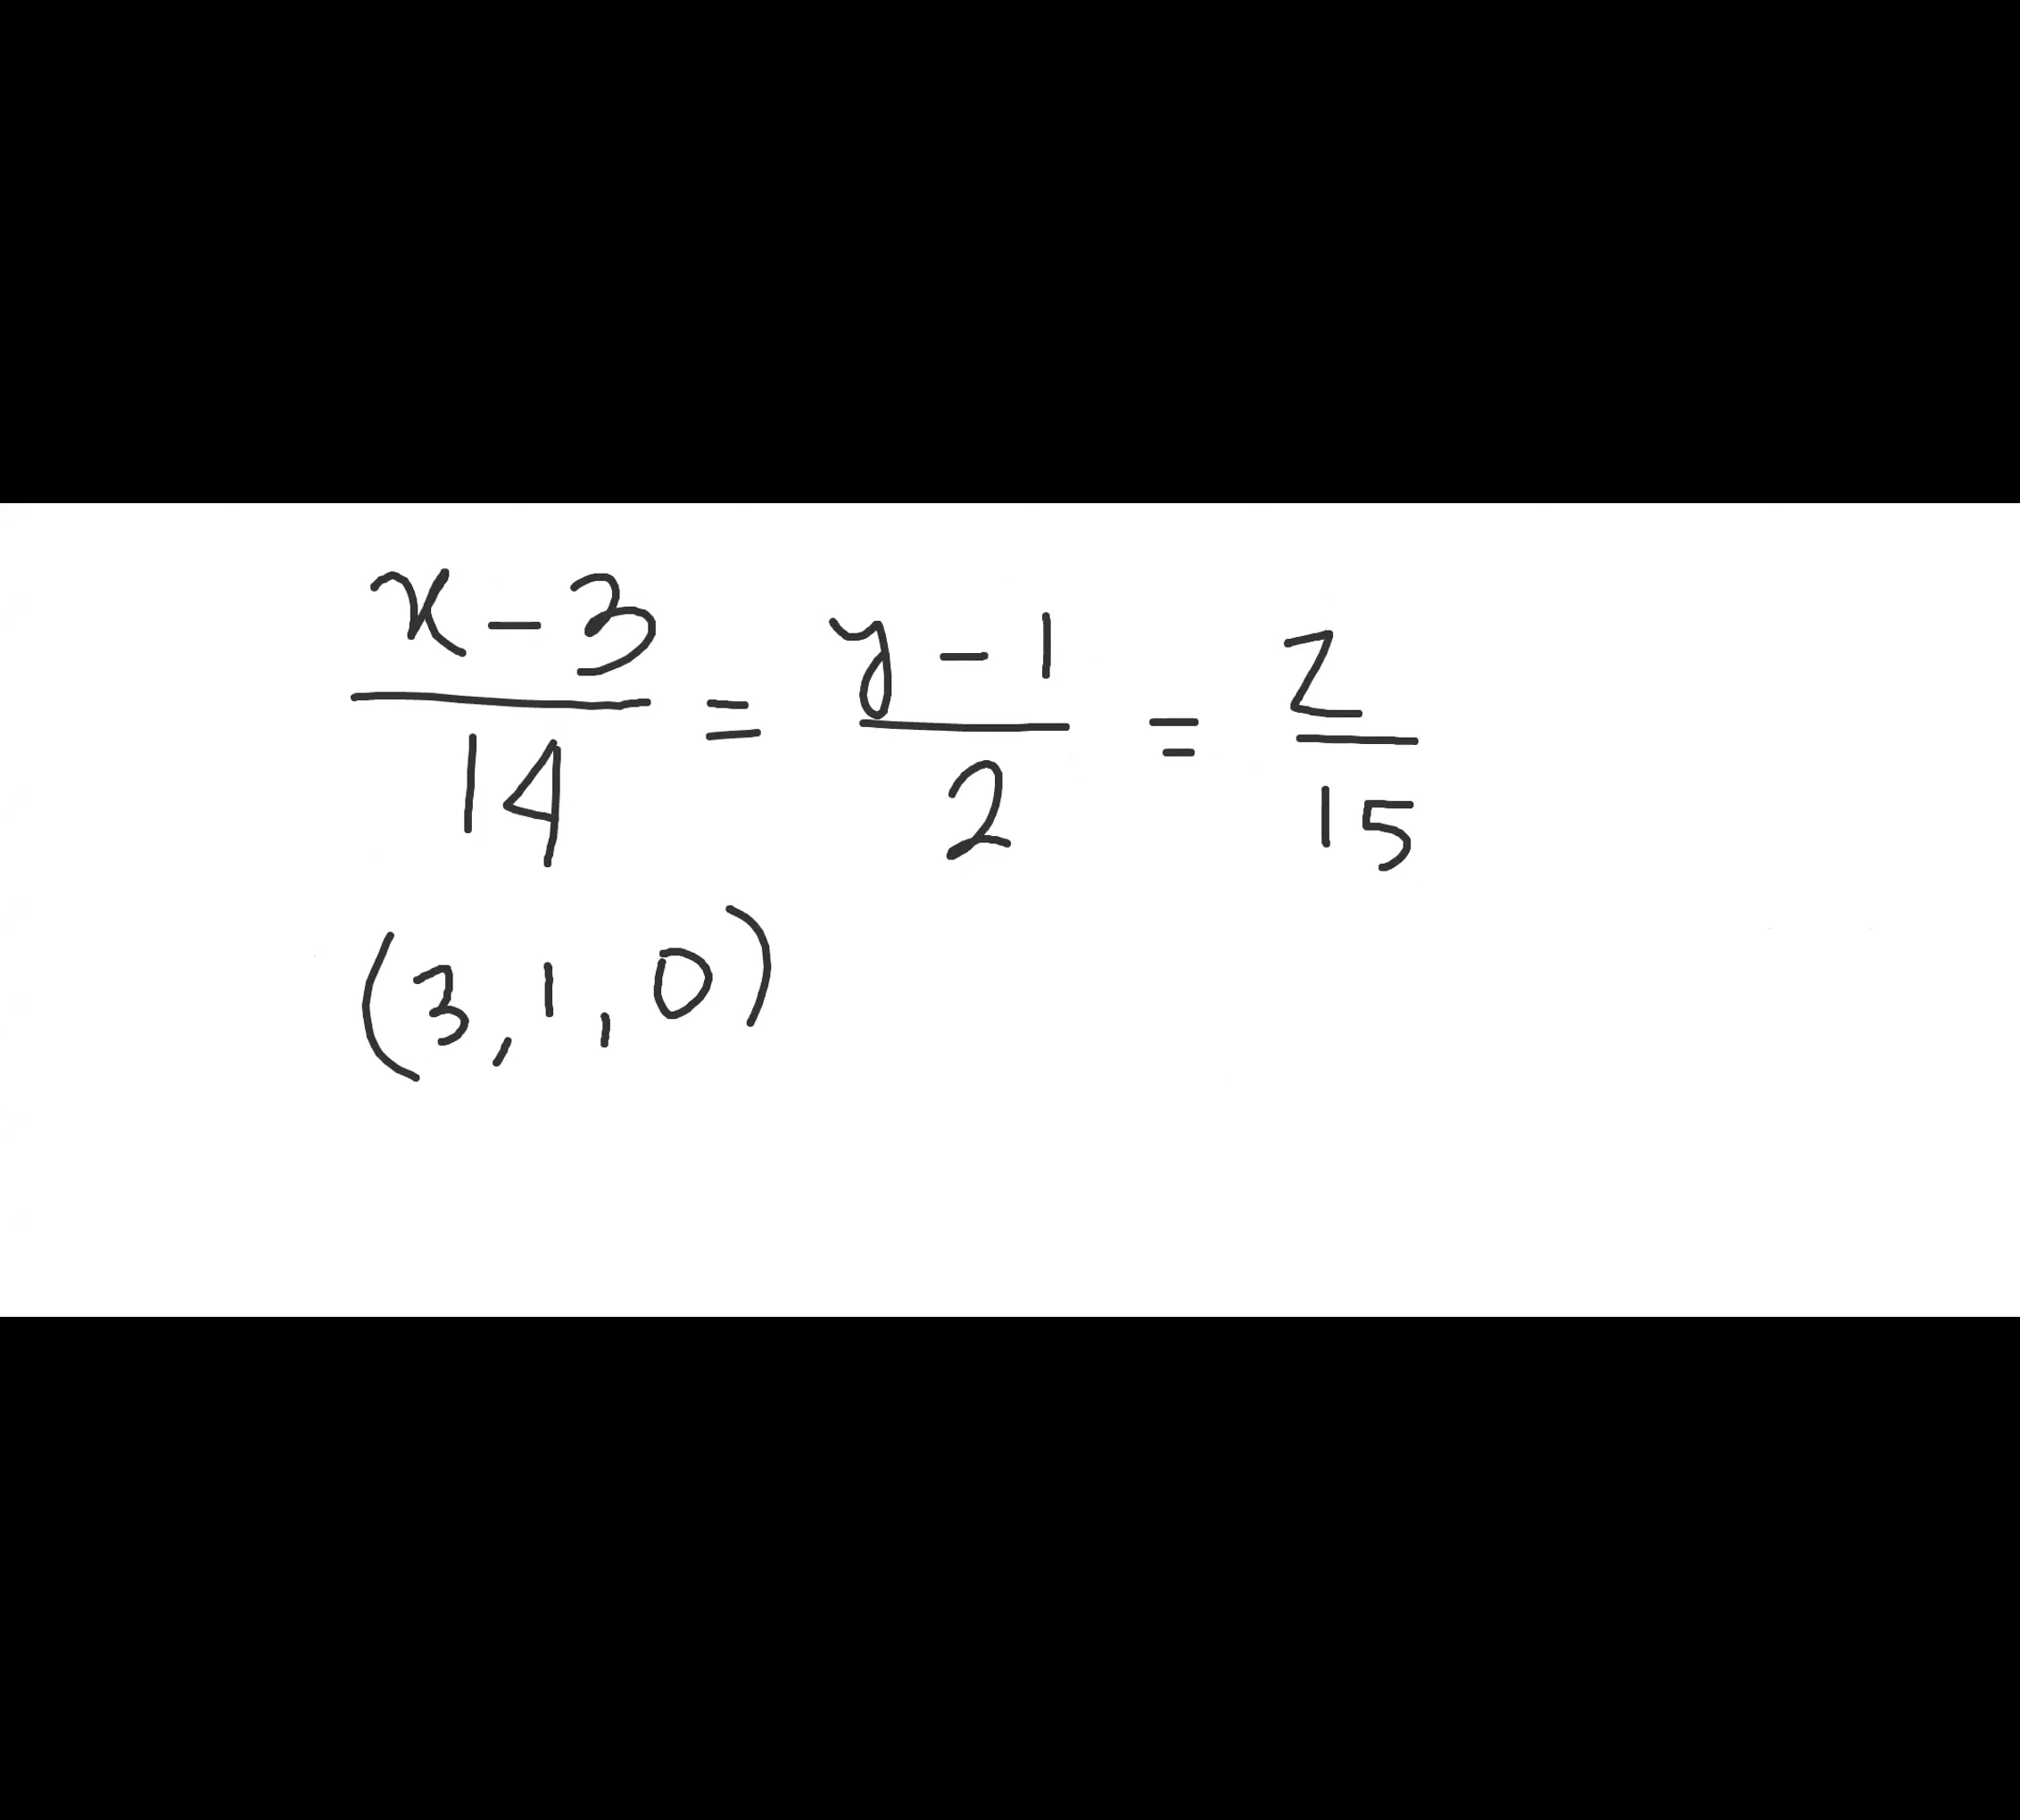 (x-3)/14 = (y-1)/2 = z/15
(3, 1, 0)